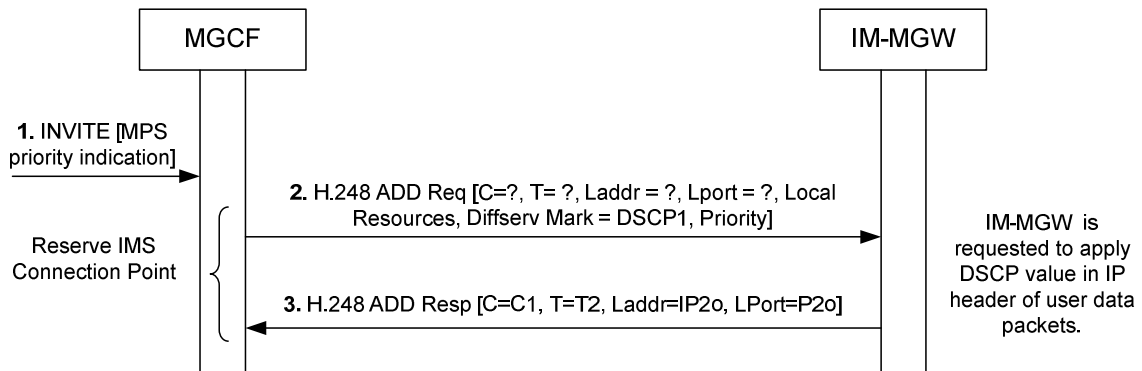 MGCF
IM-MGW
1. INVITE [MPS
priority indication]
2. H.248 ADD Req [C=?, T= ?, Laddr = ?, Lport = ?, Local
Resources, Diffserv Mark = DSCP1, Priority]
Reserve IMS
Connection Point
IM-MGW is
requested to apply
DSCP value in IP
header of user data
packets.
3. H.248 ADD Resp [C=C1, T=T2, Laddr=IP2o, LPort=P2o]